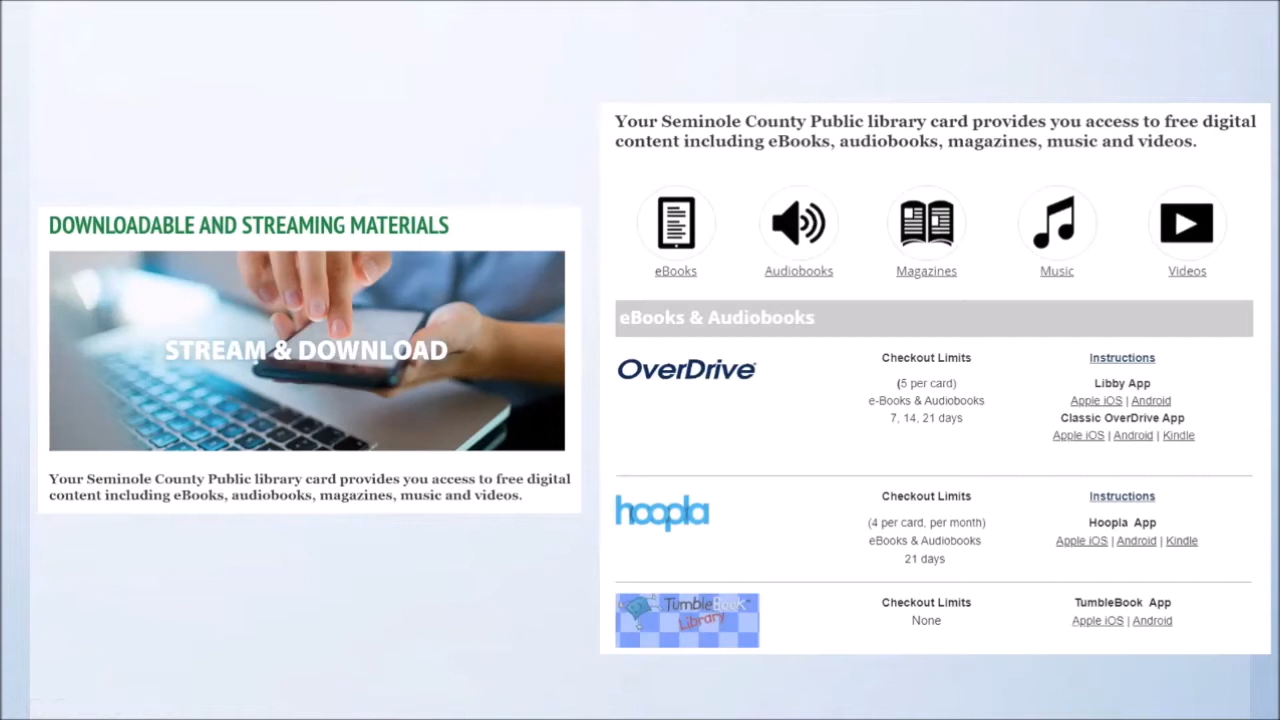 DOWNLOADABLE AND STREAMING MATERIALS
STREAM & DOWNLOAD
Your Seminole County Public library card provides you access to free digital
content including eBooks, audiobooks, magazines, music and videos.
Your Seminole County Public library card provides you access to free digital
content including eBooks, audiobooks, magazines, music and videos.
eBooks Audiobooks Magazines Music Videos
eBooks & Audiobooks
OverDrive
Checkout Limits
(5 per card)
e-Books & Audiobooks
7, 14, 21 days
Instructions
Libby App
Apple iOS | Android
Classic OverDrive App
Apple iOS | Android | Kindle
hoopla
Checkout Limits
(4 per card, per month)
eBooks & Audiobooks
21 days
Instructions
Hoopla App
Apple iOS | Android | Kindle
TumbleBook
Library
Checkout Limits
None
TumbleBook App
Apple iOS | Android